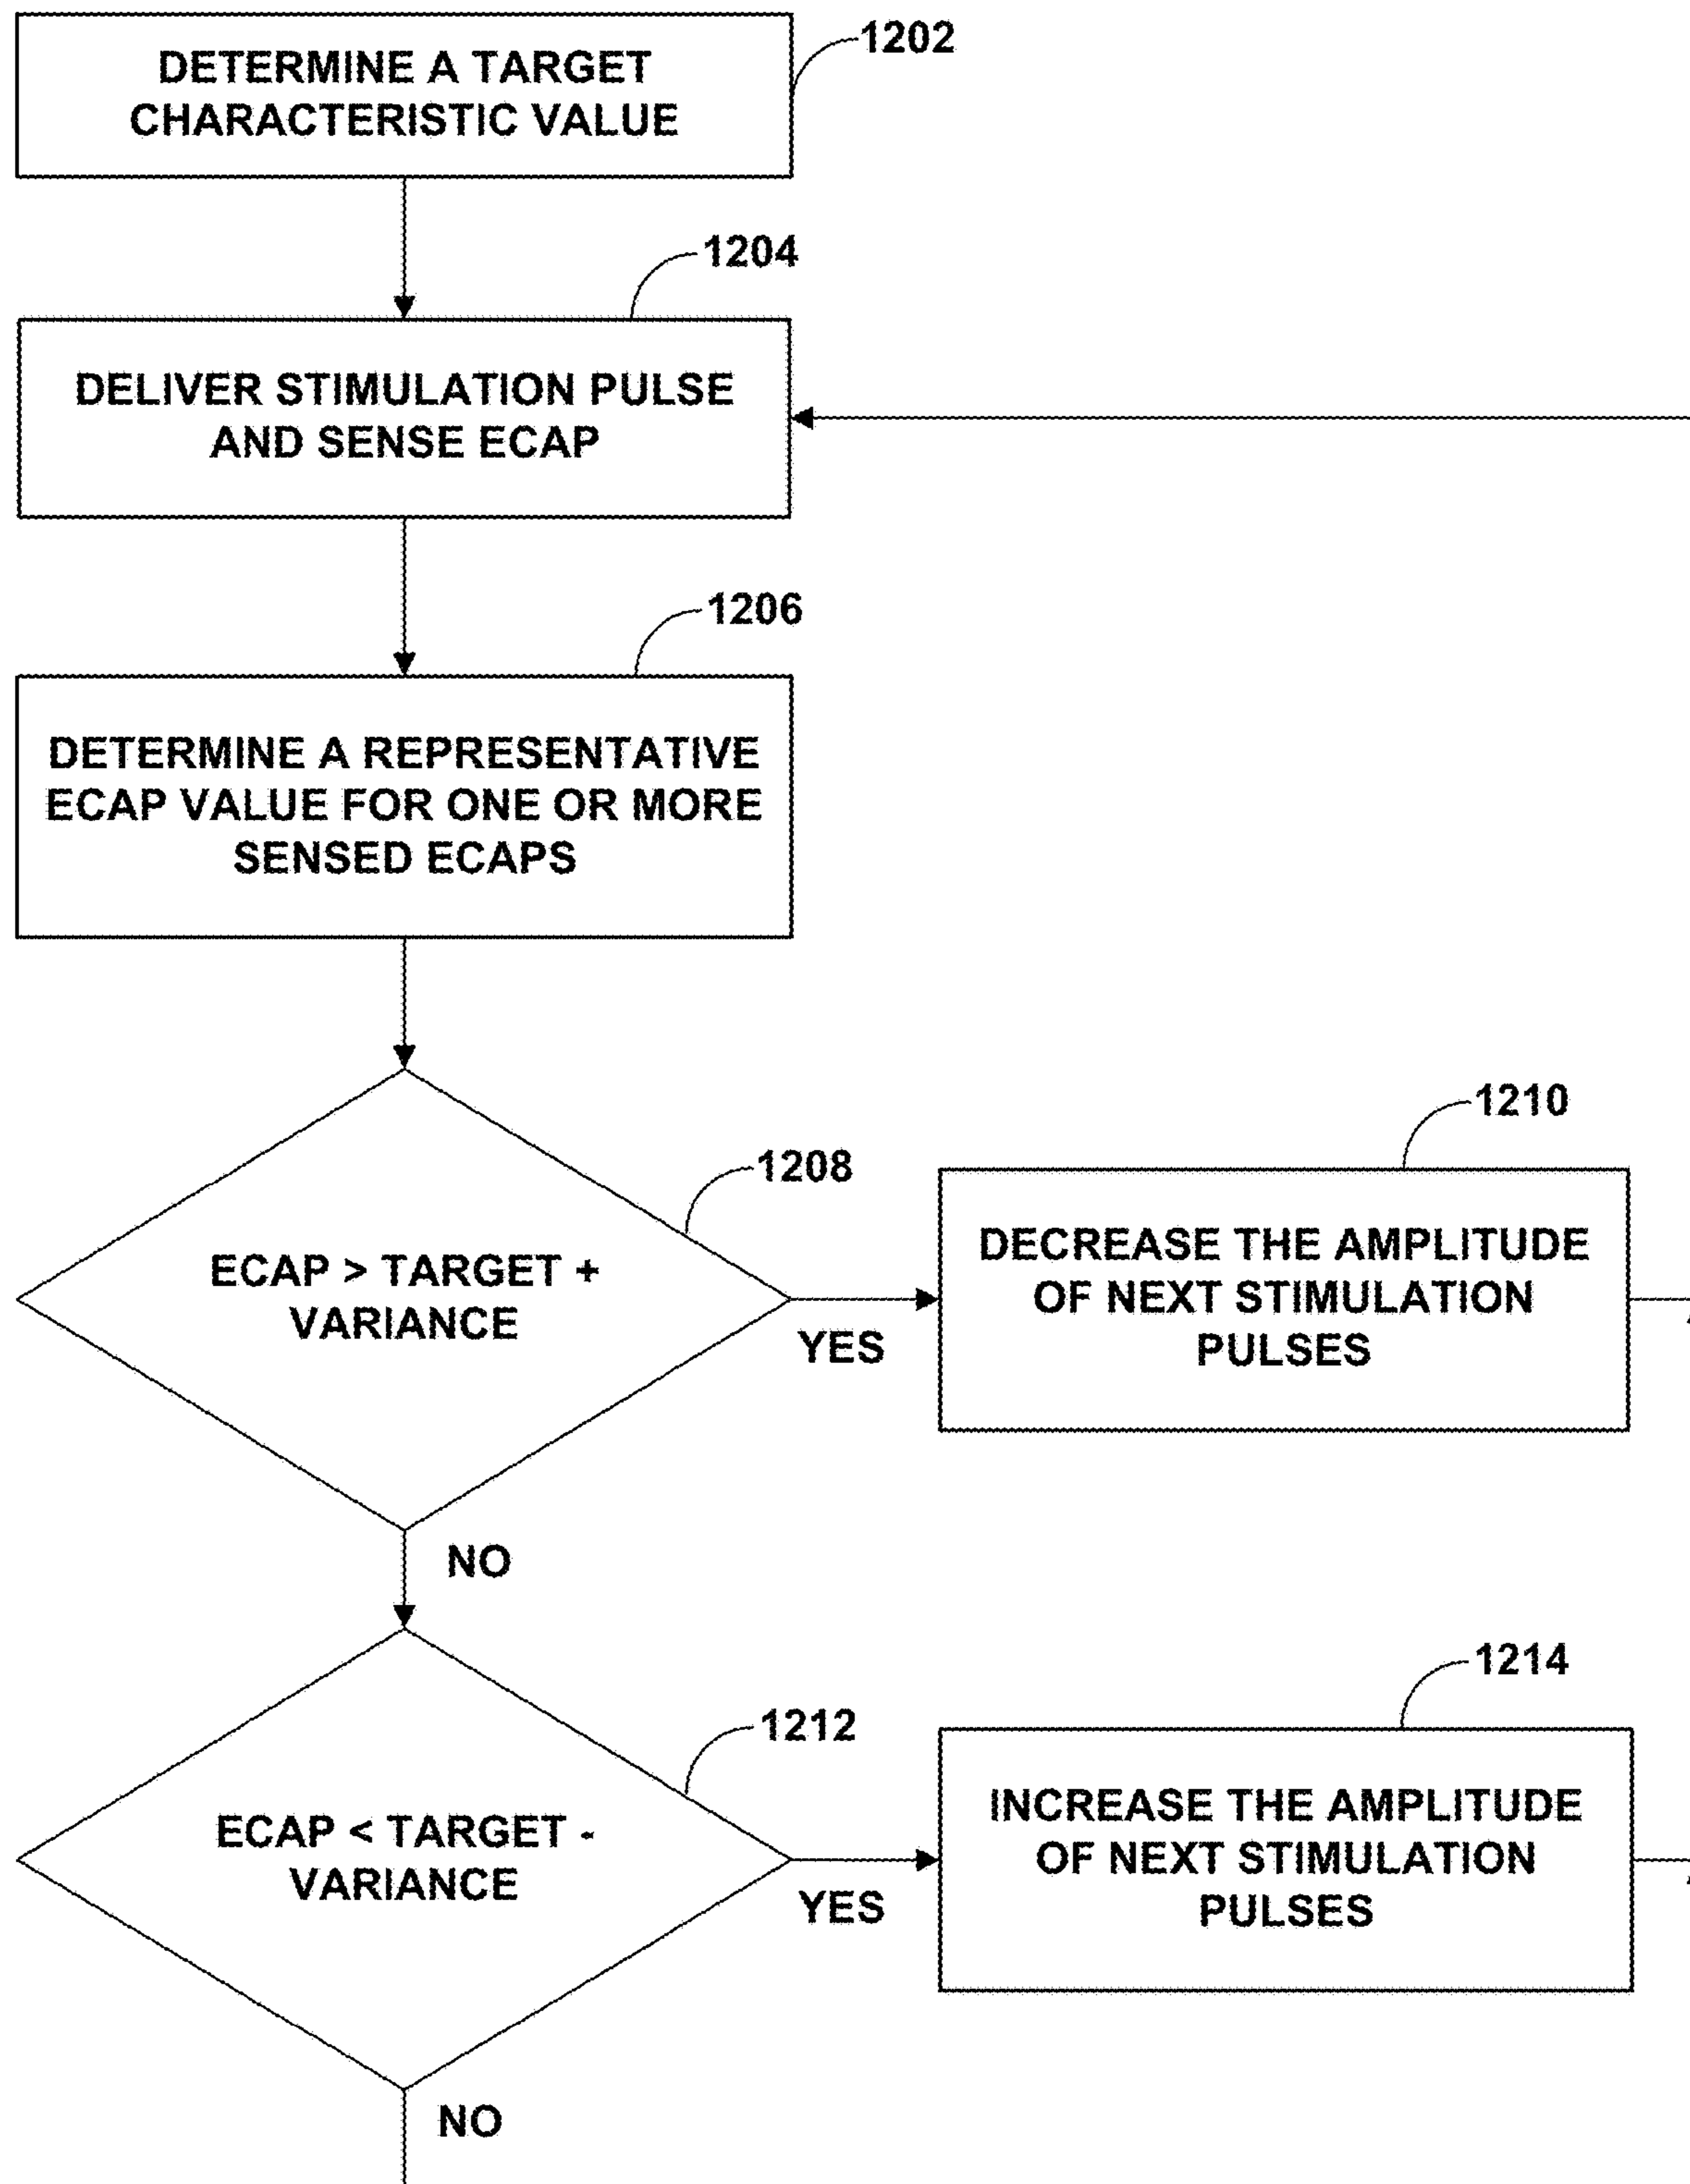 DETERMINE A TARGET
CHARACTERISTIC VALUE
1202
1204
DELIVER STIMULATION PULSE
AND SENSE ECAP
1206
DETERMINE A REPRESENTATIVE
ECAP VALUE FOR ONE OR MORE
SENSED ECAPS
1208
ECAP > TARGET +
VARIANCE
YES
1210
DECREASE THE AMPLITUDE
OF NEXT STIMULATION
PULSES
NO
1212
ECAP < TARGET -
VARIANCE
YES
1214
INCREASE THE AMPLITUDE
OF NEXT STIMULATION
PULSES
NO